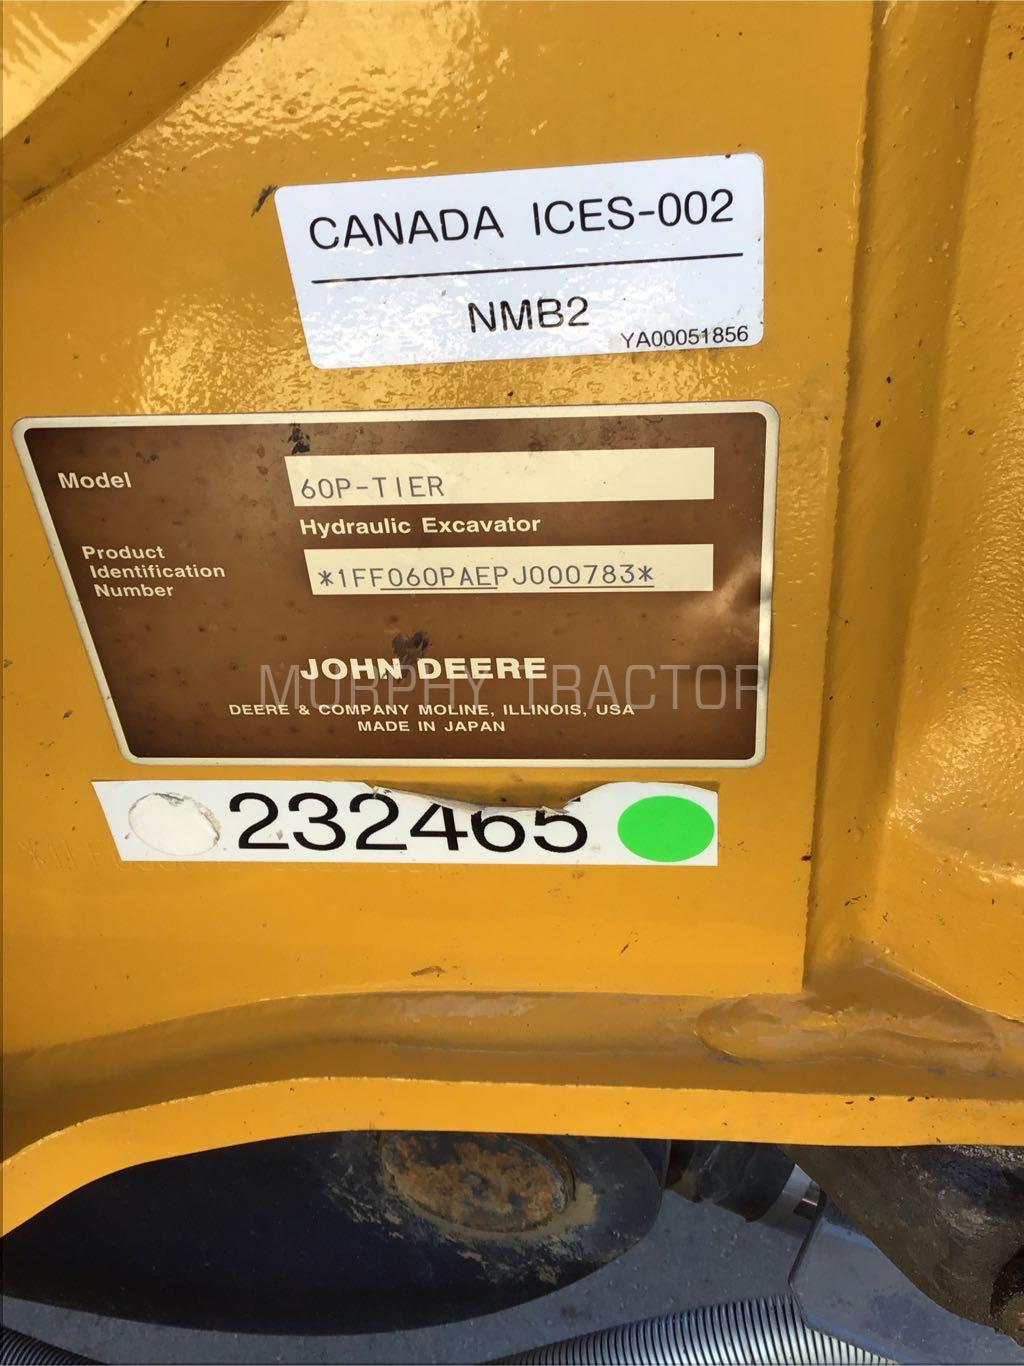 CANADA ICES-002
NMB2
YA00051856
Model
60P-TIER
Hydraulic Excavator
Product
Identification
Number
*1FF060PAEPJ000783*
JOHN DEERE
MURPHY TRACTOR
DEERE & COMPANY MOLINE, ILLINOIS, USA
MADE IN JAPAN
232465